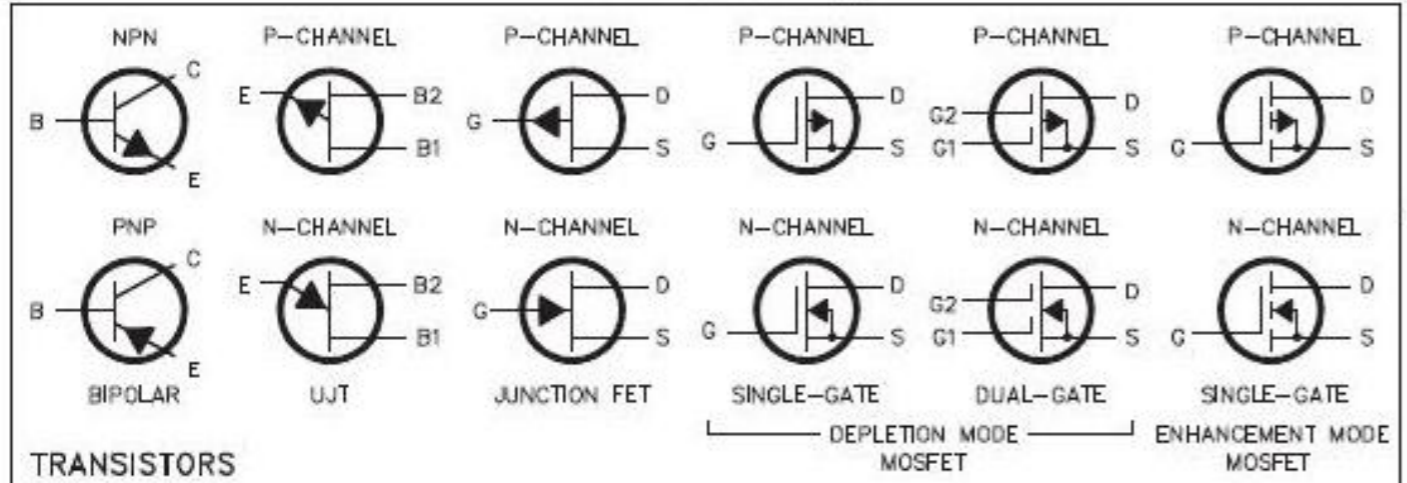 NPN P-CHANNEL P-CHANNEL P-CHANNEL P-CHANNEL P-CHANNEL
B C E
E B2 B1
G D S
G D S
G2 G1 D S
G D S
PNP N-CHANNEL N-CHANNEL N-CHANNEL N-CHANNEL N-CHANNEL
B C E
E B2 B1
G D S
G D S
G2 G1 D S
G D S
BIPOLAR UJT JUNCTION FET SINGLE-GATE DUAL-GATE SINGLE-GATE
DEPLETION MODE
MOSFET
ENHANCEMENT MODE
MOSFET
TRANSISTORS